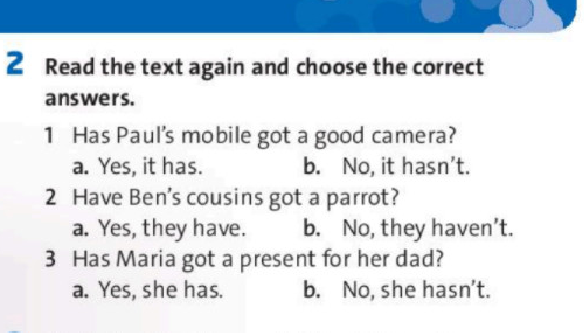 2 Read the text again and choose the correct
answers.
1 Has Paul's mobile got a good camera?
a. Yes, it has. b. No, it hasn't.
2 Have Ben's cousins got a parrot?
a. Yes, they have. b. No, they haven't.
3 Has Maria got a present for her dad?
a. Yes, she has. b. No, she hasn't.